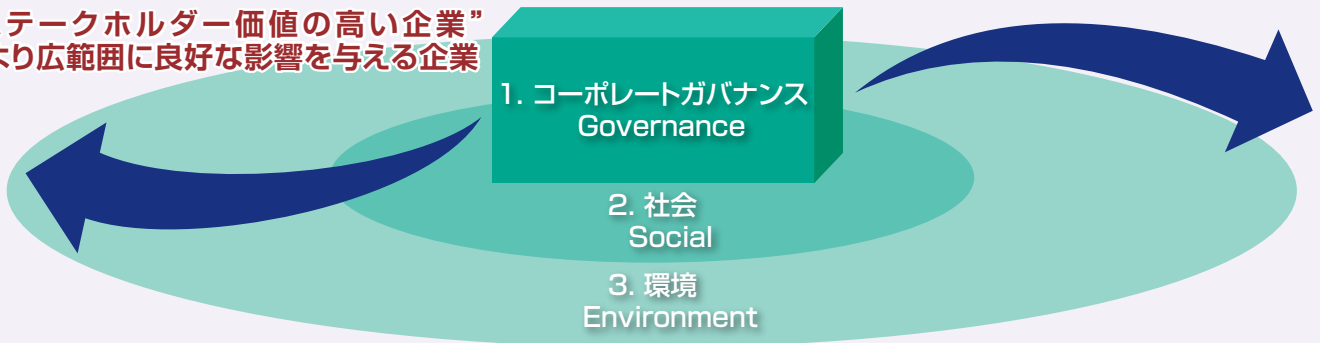 テークホルダー価値の高い企業”
より広範囲に良好な影響を与える企業
1. コーポレートガバナンス
Governance
2. 社会
Social
3. 環境
Environment